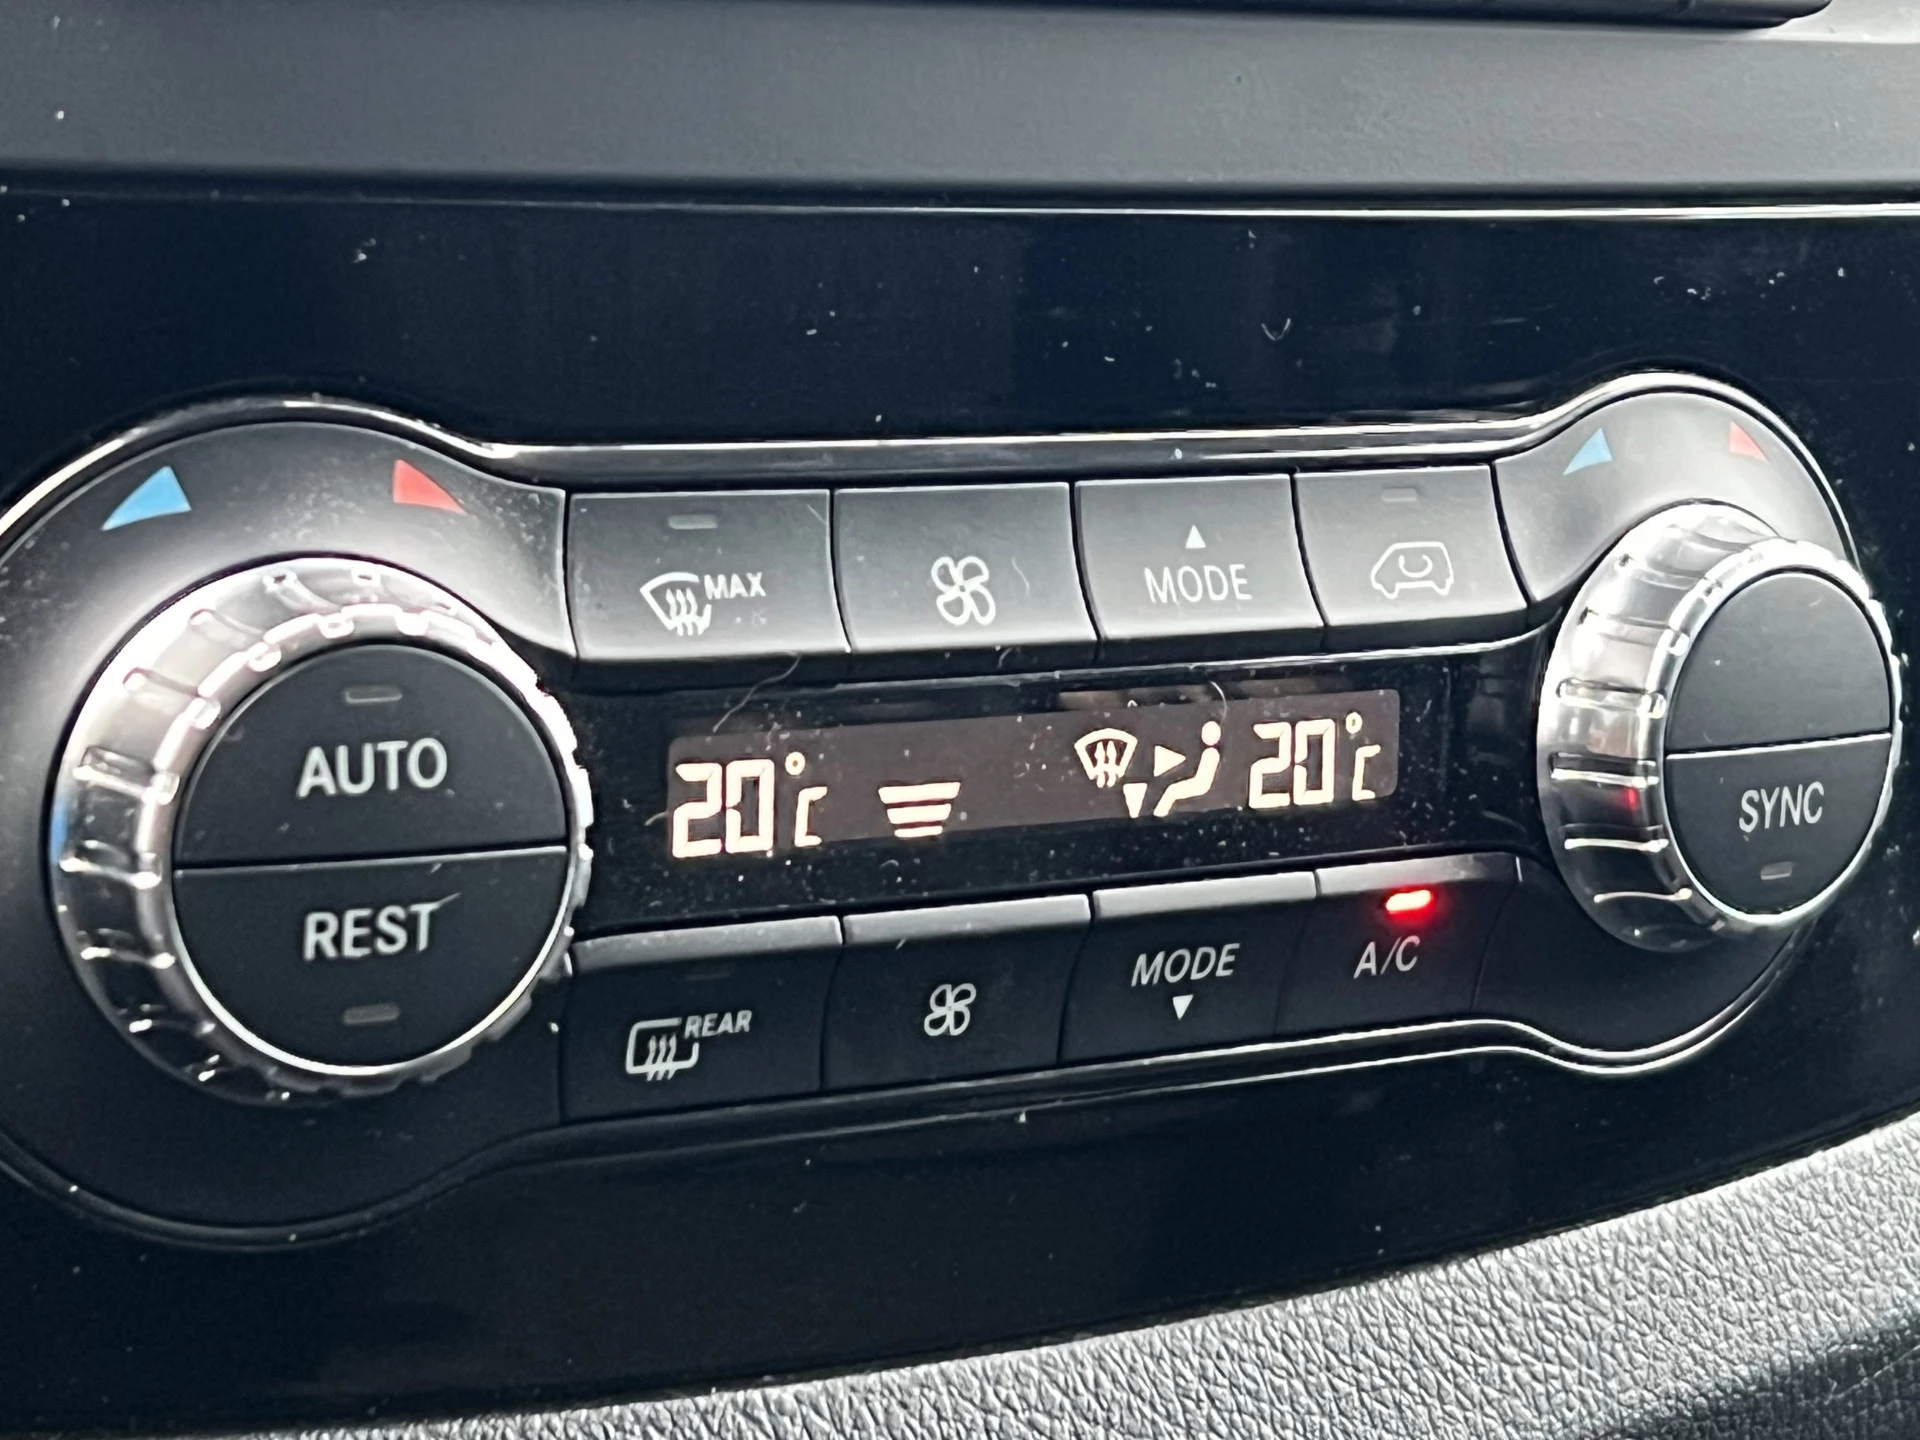 MAX
MODE
AUTO
20°C
20°C
SYNC
REST
REAR
MODE
A/C